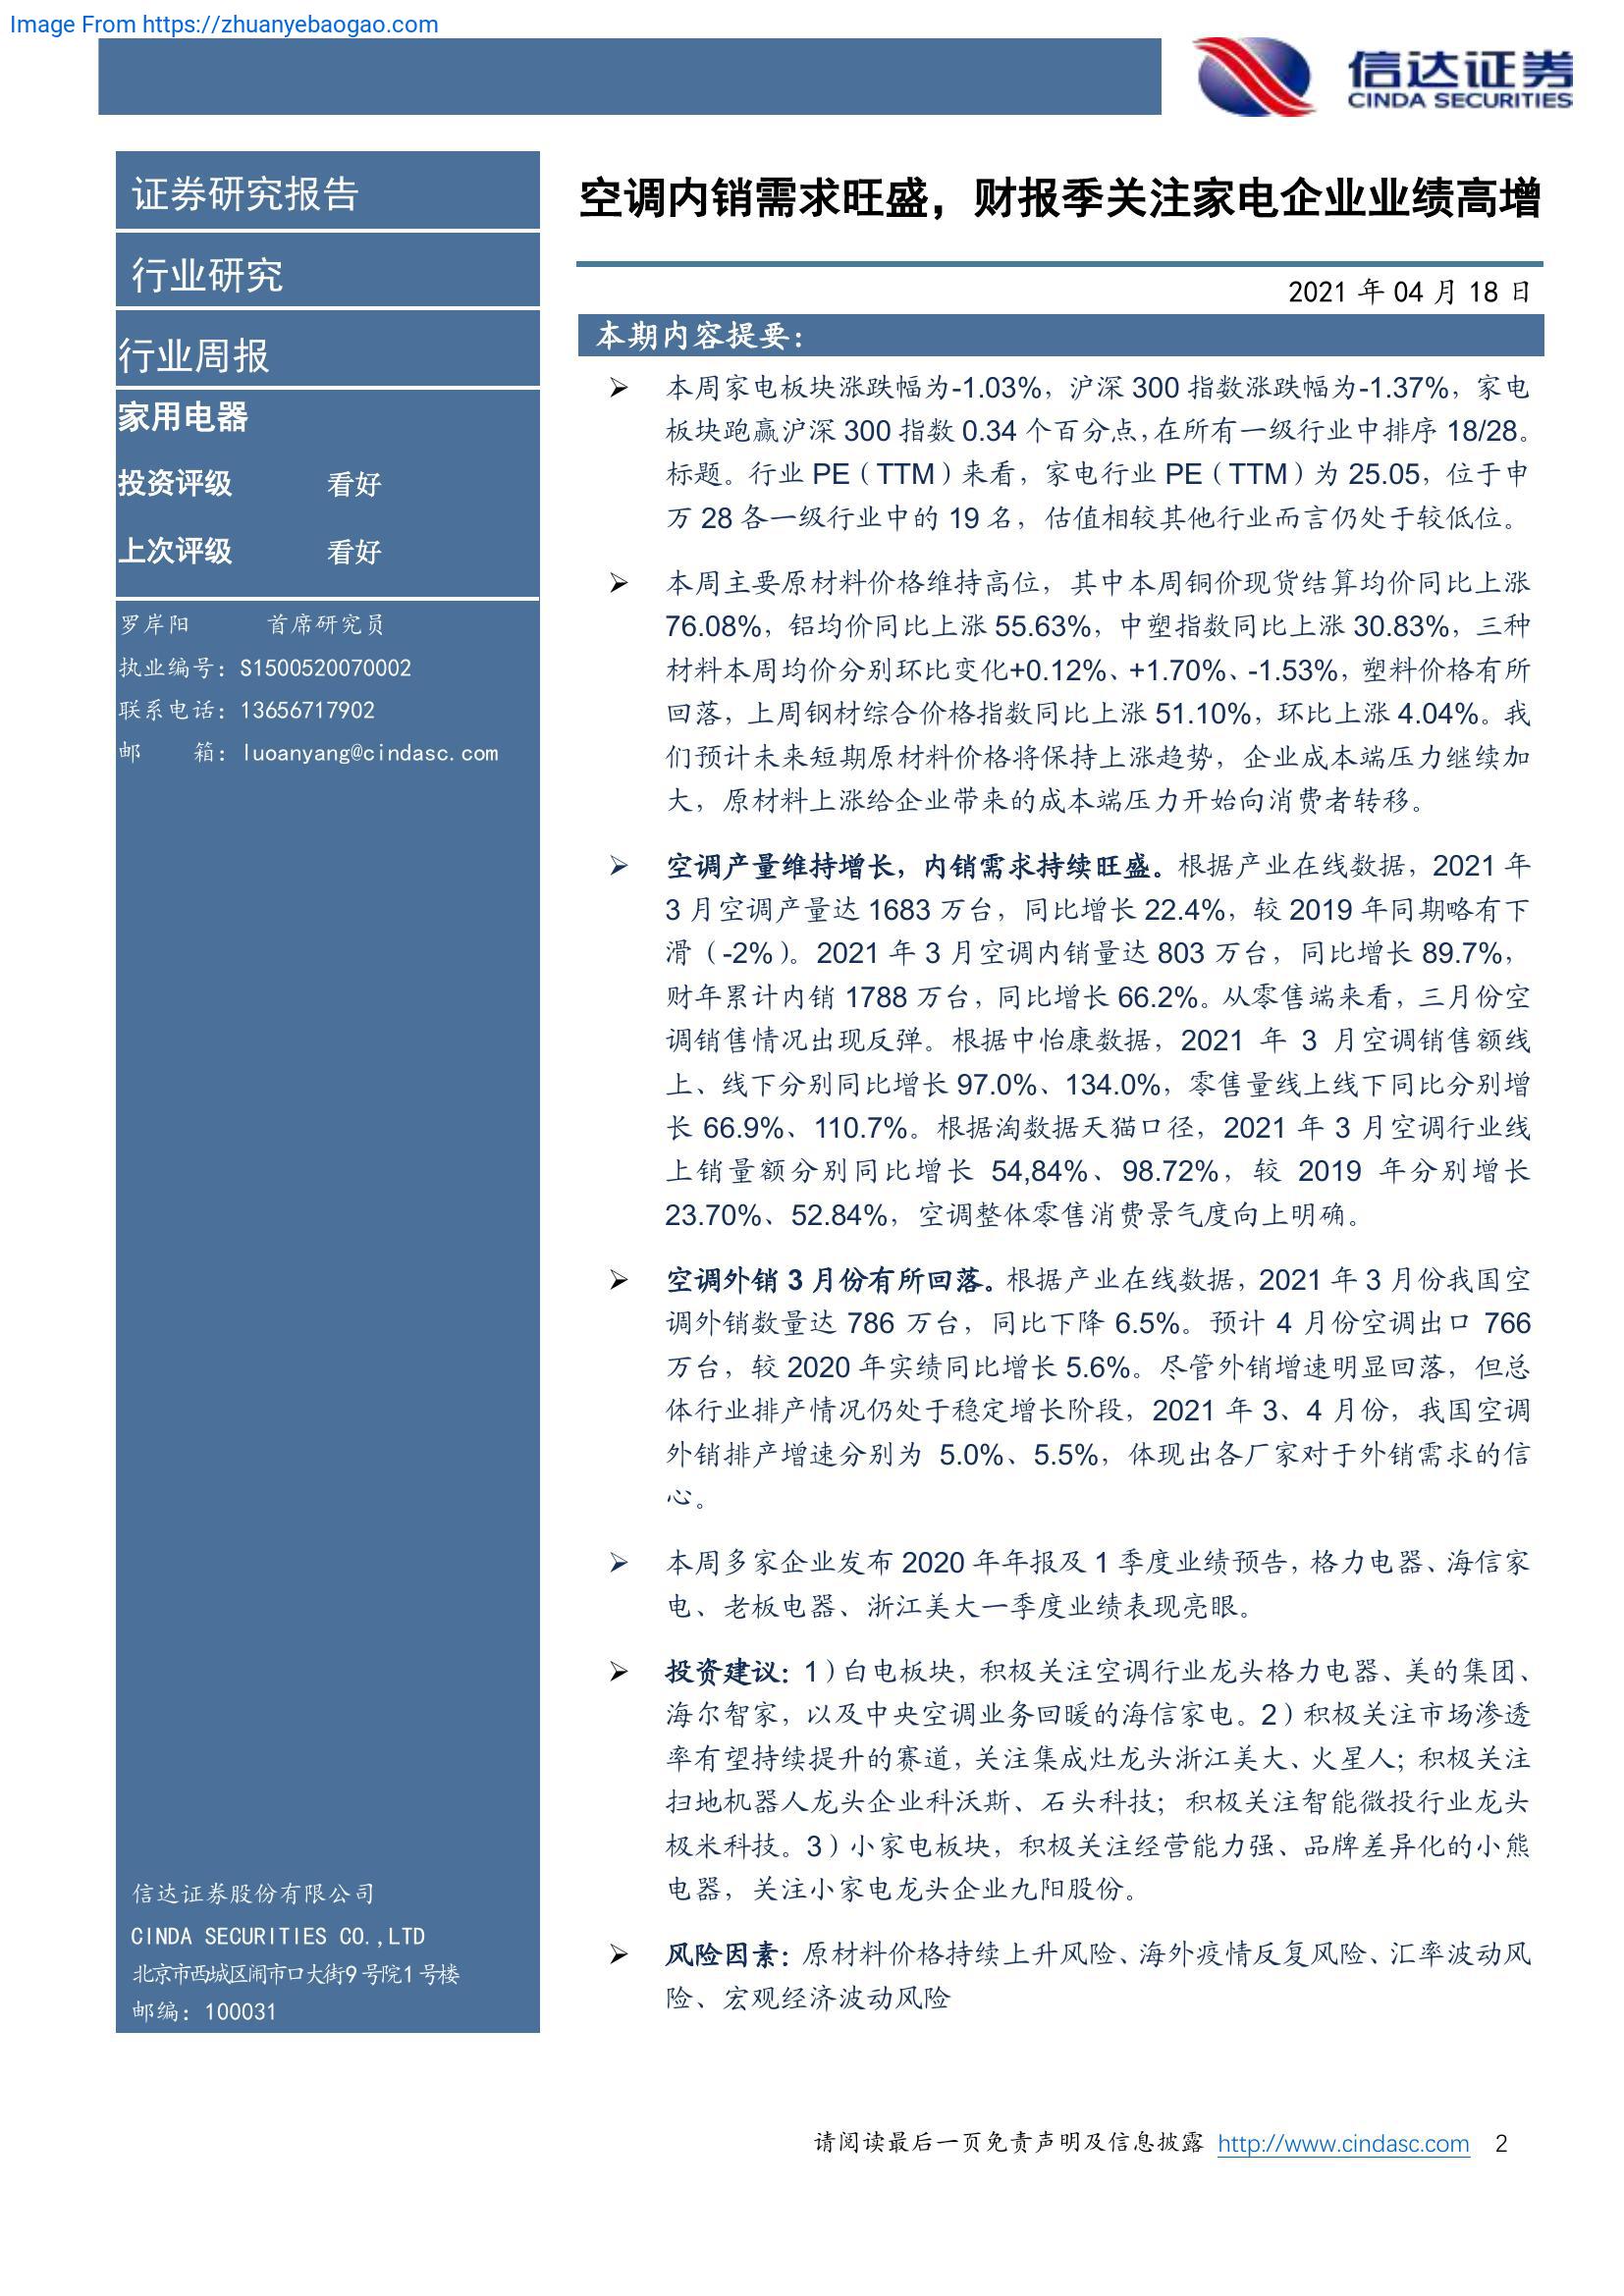 Image From https://zhuanyebaogao.com
信达证券
CINDA SECURITIES
证券研究报告
行业研究
行业周报
家用电器
投资评级 看好
上次评级 看好
罗岸阳 首席研究员
执业编号：S1500520070002
联系电话：13656717902
邮 箱：luoanyang@cindasc.com
信达证券股份有限公司
CINDA SECURITIES CO.,LTD
北京市西城区闹市口大街9号院1号楼
邮编：100031
空调内销需求旺盛，财报季关注家电企业业绩高增
2021 年 04 月 18 日
本期内容提要：
➢ 本周家电板块涨跌幅为-1.03%，沪深 300 指数涨跌幅为-1.37%，家电
板块跑赢沪深 300 指数 0.34 个百分点，在所有一级行业中排序 18/28。
标题。行业 PE（TTM）来看，家电行业 PE（TTM）为 25.05，位于申
万 28 各一级行业中的 19 名，估值相较其他行业而言仍处于较低位。
➢ 本周主要原材料价格维持高位，其中本周铜价现货结算均价同比上涨
76.08%，铝均价同比上涨 55.63%，中塑指数同比上涨 30.83%，三种
材料本周均价分别环比变化+0.12%、+1.70%、-1.53%，塑料价格有所
回落，上周钢材综合价格指数同比上涨 51.10%，环比上涨 4.04%。我
们预计未来短期原材料价格将保持上涨趋势，企业成本端压力继续加
大，原材料上涨给企业带来的成本端压力开始向消费者转移。
➢ 空调产量维持增长，内销需求持续旺盛。根据产业在线数据，2021 年
3 月空调产量达 1683 万台，同比增长 22.4%，较 2019 年同期略有下
滑（-2%）。2021 年 3 月空调内销量达 803 万台，同比增长 89.7%，
财年累计内销 1788 万台，同比增长 66.2%。从零售端来看，三月份空
调销售情况出现反弹。根据中怡康数据，2021 年 3 月空调销售额线
上、线下分别同比增长 97.0%、134.0%，零售量线上线下同比分别增
长 66.9%、110.7%。根据淘数据天猫口径，2021 年 3 月空调行业线
上销量额分别同比增长 54,84%、98.72%，较 2019 年分别增长
23.70%、52.84%，空调整体零售消费景气度向上明确。
➢ 空调外销 3 月份有所回落。根据产业在线数据，2021 年 3 月份我国空
调外销数量达 786 万台，同比下降 6.5%。预计 4 月份空调出口 766
万台，较 2020 年实绩同比增长 5.6%。尽管外销增速明显回落，但总
体行业排产情况仍处于稳定增长阶段，2021 年 3、4 月份，我国空调
外销排产增速分别为 5.0%、5.5%，体现出各厂家对于外销需求的信
心。
➢ 本周多家企业发布 2020 年年报及 1 季度业绩预告，格力电器、海信家
电、老板电器、浙江美大一季度业绩表现亮眼。
➢ 投资建议：1）白电板块，积极关注空调行业龙头格力电器、美的集团、
海尔智家，以及中央空调业务回暖的海信家电。2）积极关注市场渗透
率有望持续提升的赛道，关注集成灶龙头浙江美大、火星人；积极关注
扫地机器人龙头企业科沃斯、石头科技；积极关注智能微投行业龙头
极米科技。3）小家电板块，积极关注经营能力强、品牌差异化的小熊
电器，关注小家电龙头企业九阳股份。
➢ 风险因素：原材料价格持续上升风险、海外疫情反复风险、汇率波动风
险、宏观经济波动风险
请阅读最后一页免责声明及信息披露 http://www.cindasc.com 2